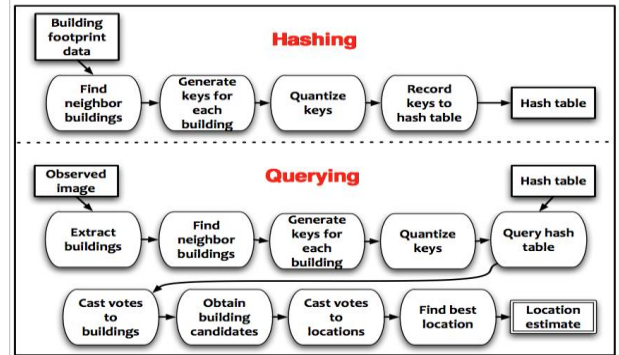 Building
footprint
data
Hashing
Find
neighbor
buildings
Generate
keys for
each
building
Quantize
keys
Record
keys to
hash table
Hash table
Observed
image
Querying
Hash table
Extract
buildings
Find
neighbor
buildings
Generate
keys for
each
building
Quantize
keys
Query hash
table
Cast votes
to
buildings
Obtain
building
candidates
Cast votes
to
locations
Find best
location
Location
estimate